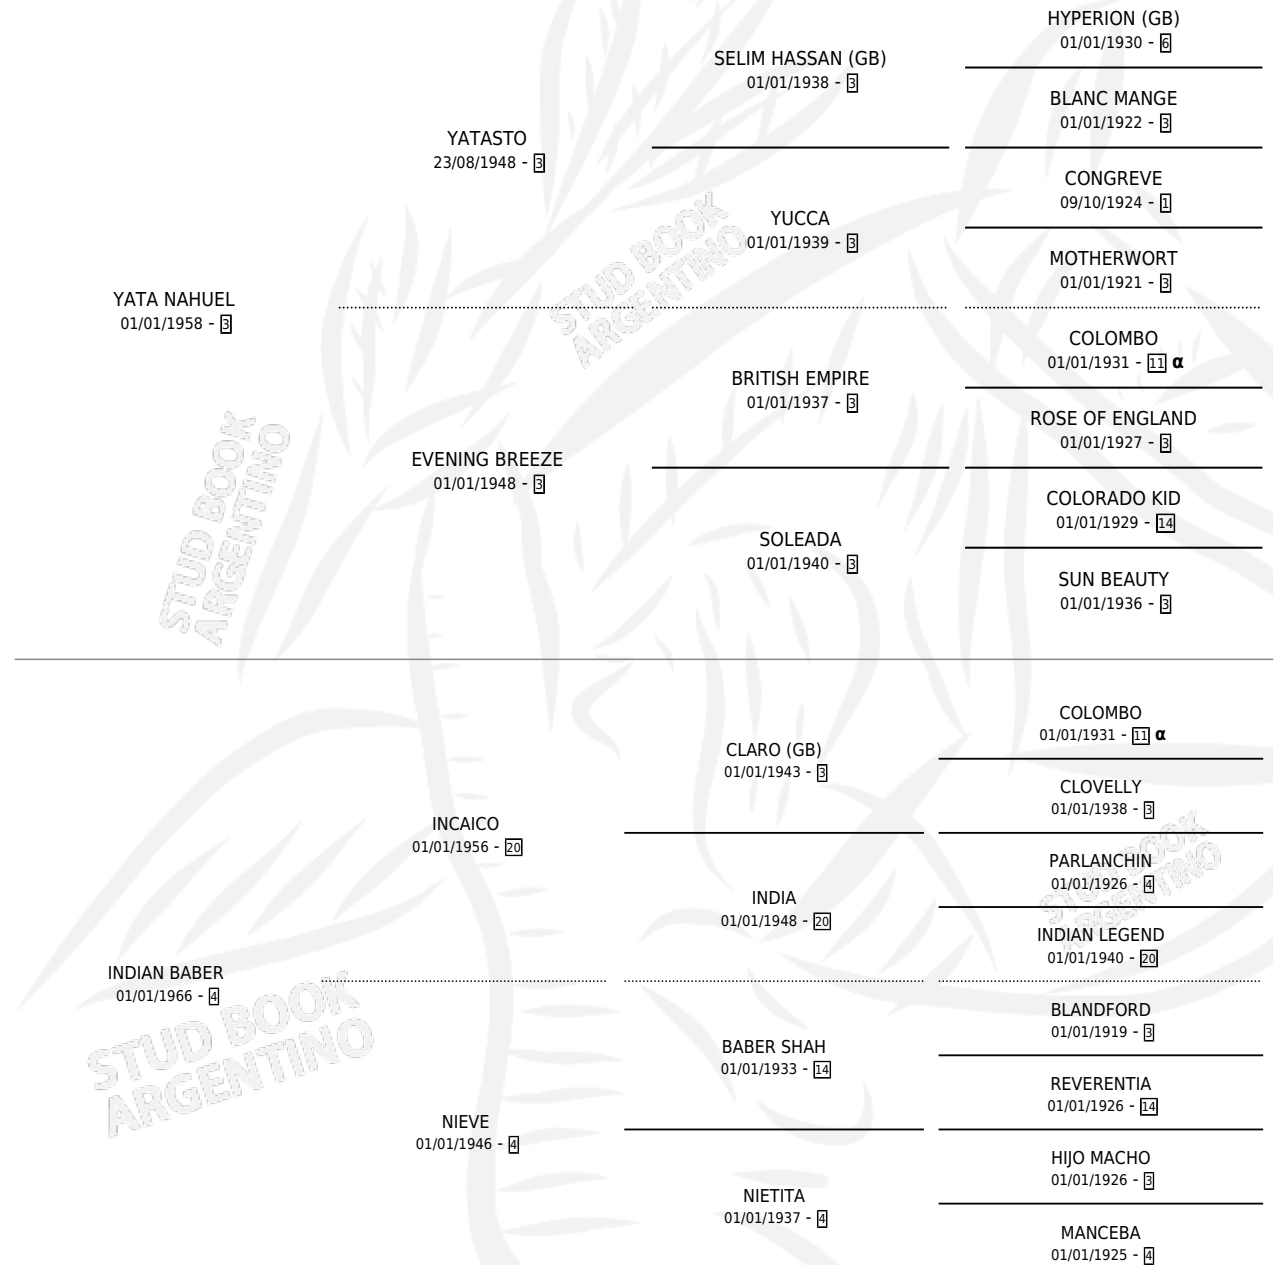 HYPERION (GB)
01/01/1930 - 6
SELIM HASSAN (GB)
01/01/1938 - 3
BLANC MANGE
01/01/1922 - 3
YATASTO
23/08/1948 - 3
CONGREVE
09/10/1924 - 1
YUCCA
01/01/1939 - 3
MOTHERWORT
01/01/1921 - 3
YATA NAHUEL
01/01/1958 - 3
COLOMBO
01/01/1931 - 11 α
BRITISH EMPIRE
01/01/1937 - 3
ROSE OF ENGLAND
01/01/1927 - 3
EVENING BREEZE
01/01/1948 - 3
COLORADO KID
01/01/1929 - 14
SOLEADA
01/01/1940 - 3
SUN BEAUTY
01/01/1936 - 3
COLOMBO
01/01/1931 - 11 α
CLARO (GB)
01/01/1943 - 3
CLOVELLY
01/01/1938 - 3
INCAICO
01/01/1956 - 20
PARLANCHIN
01/01/1926 - 4
INDIA
01/01/1948 - 20
INDIAN LEGEND
01/01/1940 - 20
INDIAN BABER
01/01/1966 - 4
BLANDFORD
01/01/1919 - 3
BABER SHAH
01/01/1933 - 14
REVERENTIA
01/01/1926 - 14
NIEVE
01/01/1946 - 4
HIJO MACHO
01/01/1926 - 3
NIETITA
01/01/1937 - 4
MANCEBA
01/01/1925 - 4
STUD BOOK
ARGENTINO
STUD BOOK
ARGENTINO
STUD BOOK
ARGENTINO
STUD BOOK
ARGENTINO